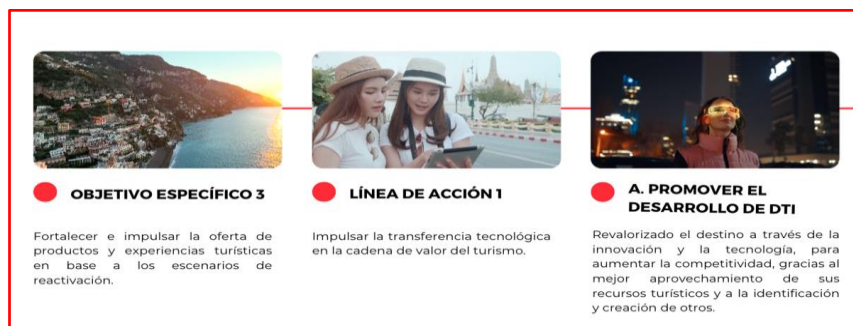 OBJETIVO ESPECÍFICO 3
Fortalecer e impulsar la oferta de
productos y experiencias turísticas
en base a los escenarios de
reactivación.
LÍNEA DE ACCIÓN 1
Impulsar la transferencia tecnológica
en la cadena de valor del turismo.
A. PROMOVER EL
DESARROLLO DE DTI
Revalorizado el destino a través de la
innovación y la tecnología, para
aumentar la competitividad, gracias al
mejor aprovechamiento de sus
recursos turísticos y a la identificación
y creación de otros.